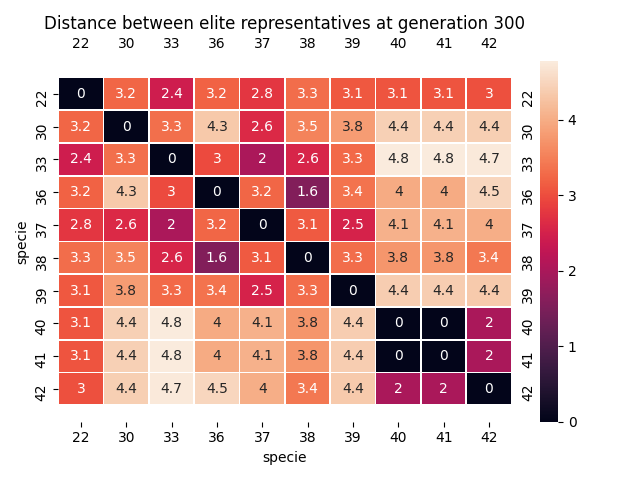 Distance between elite representatives at generation 300
22 30 33 36 37 38 39 40 41 42
22 0 3.2 2.4 3.2 2.8 3.3 3.1 3.1 3.1 3 22
30 3.2 0 3.3 4.3 2.6 3.5 3.8 4.4 4.4 4.4 30
33 2.4 3.3 0 3 2 2.6 3.3 4.8 4.8 4.7 33
36 3.2 4.3 3 0 3.2 1.6 3.4 4 4 4.5 36
37 2.8 2.6 2 3.2 0 3.1 2.5 4.1 4.1 4 37
38 3.3 3.5 2.6 1.6 3.1 0 3.3 3.8 3.8 3.4 38
39 3.1 3.8 3.3 3.4 2.5 3.3 0 4.4 4.4 4.4 39
40 3.1 4.4 4.8 4 4.1 3.8 4.4 0 0 2 40
41 3.1 4.4 4.8 4 4.1 3.8 4.4 0 0 2 41
42 3 4.4 4.7 4.5 4 3.4 4.4 2 2 0 42
22 30 33 36 37 38 39 40 41 42
specie
specie
4
3
2
1
0